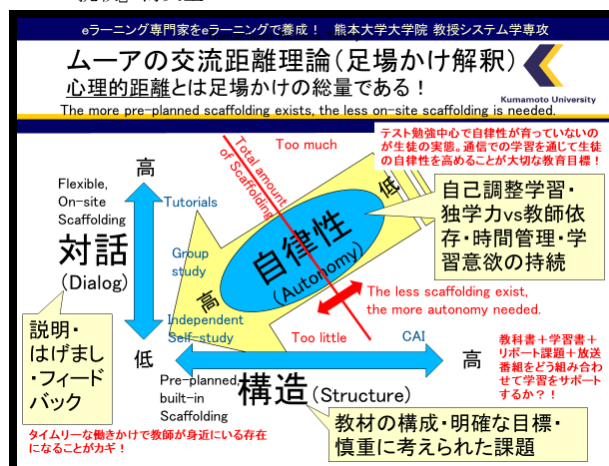 eラーニング専門家をeラーニングで養成！ 熊本大学大学院 教授システム学専攻
ムーアの交流距離理論(足場かけ解釈)
心理的距離とは足場かけの総量である！
The more pre-planned scaffolding exists, the less on-site scaffolding is needed.
Kumamoto University
テスト勉強中心で自律性が育っていないの
が生徒の実態。通信での学習を通じて生徒
の自律性を高めることが大切な教育目標！
Too much
Total amount
of Scaffolding
高
低
Flexible,
On-site
Scaffolding
Tutorials
対話
(Dialog)
Group
study
自律性
(Autonomy)
高
自己調整学習・
独学力vs教師依
存・時間管理・学
習意欲の持続
The less scaffolding exist,
the more autonomy needed.
説明・
はげまし
・フィード
バック
Independent
Self-study
Too little
CAI
低
高
教科書＋学習書＋
リポート課題＋放送
番組をどう組み合わ
せて学習をサポート
するか？！
Pre-planned,
built-in
Scaffolding
構造(Structure)
タイムリーな働きかけで教師が身近にいる存在
になることがカギ！
教材の構成・明確な目標・
慎重に考えられた課題